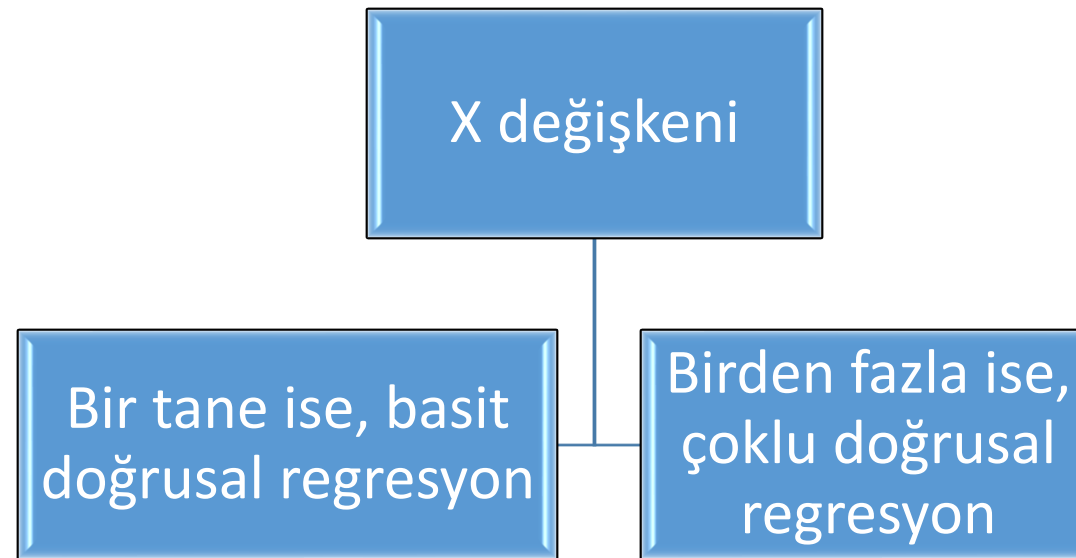 X değişkeni
Bir tane ise, basit
doğrusal regresyon
Birden fazla ise,
çoklu doğrusal
regresyon